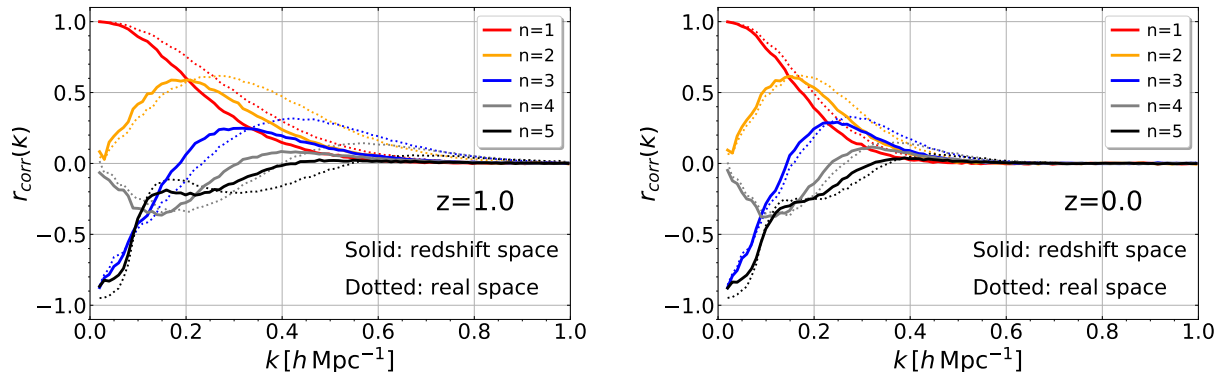 1.0
0.5
0.0
−0.5
−1.0
r_corr(k)
n=1
n=2
n=3
n=4
n=5
z=1.0
Solid: redshift space
Dotted: real space
0.0 0.2 0.4 0.6 0.8 1.0
k [h Mpc⁻¹]
1.0
0.5
0.0
−0.5
−1.0
r_corr(k)
n=1
n=2
n=3
n=4
n=5
z=0.0
Solid: redshift space
Dotted: real space
0.0 0.2 0.4 0.6 0.8 1.0
k [h Mpc⁻¹]